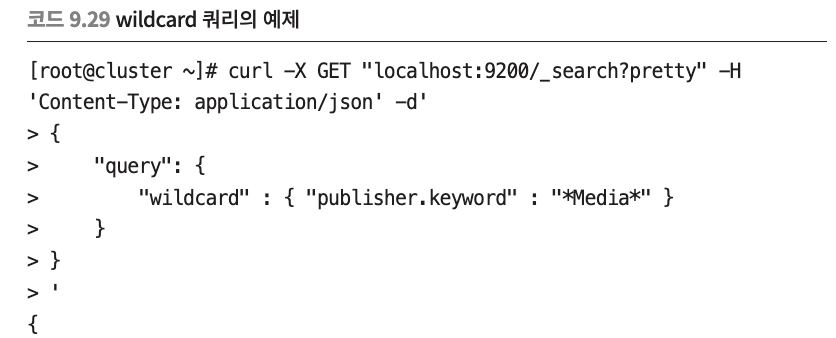 코드 9.29 wildcard 쿼리의 예제
[root@cluster ~]# curl -X GET "localhost:9200/_search?pretty" -H
'Content-Type: application/json' -d'
> {
>     "query": {
>         "wildcard" : { "publisher.keyword" : "*Media*" }
>     }
> }
> '
{